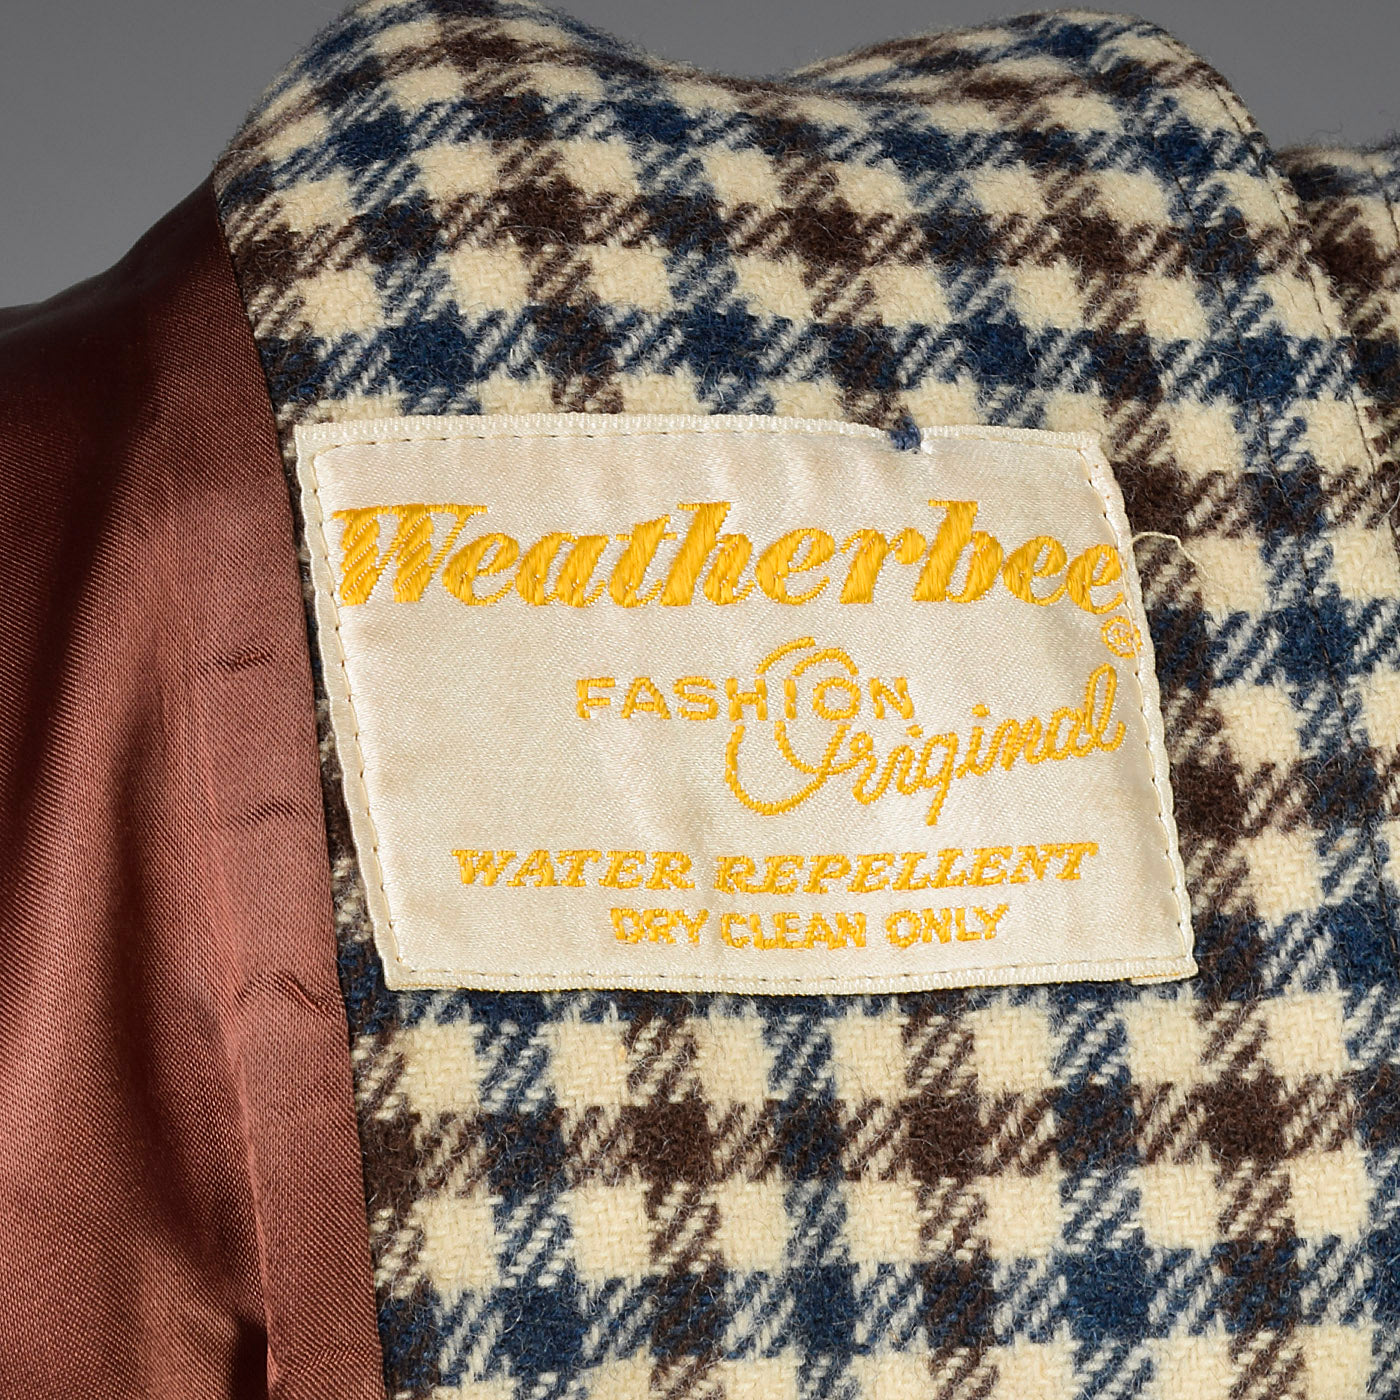 Weatherbee®
FASHION Original
WATER REPELLENT
DRY CLEAN ONLY